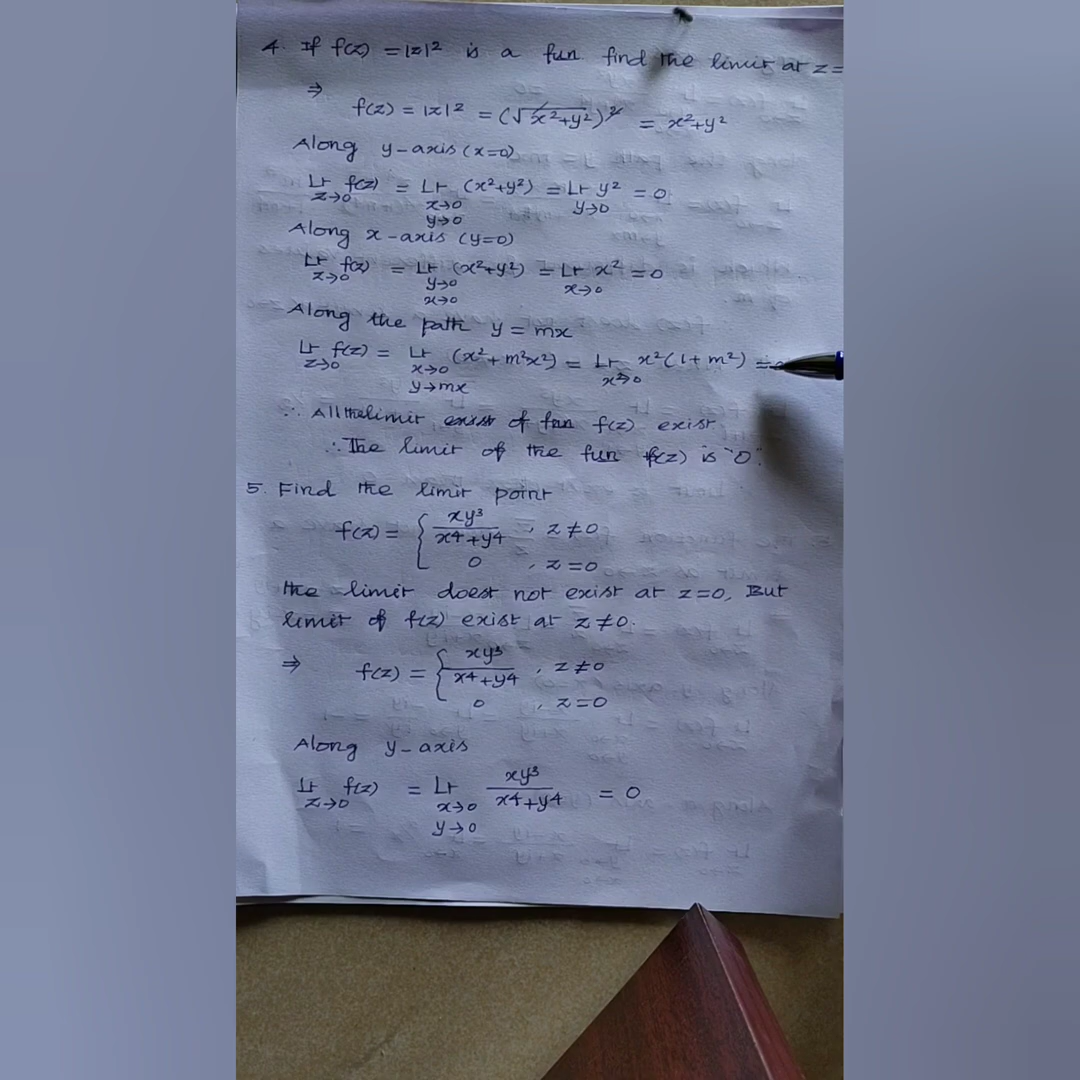 4. If f(z) = |z|² is a fun find the limit at z=
⇒ f(z) = |z|² = (√x²+y²)² = x²+y²
Along y-axis (x=0)
Lt z→0 f(z) = Lt x→0 y→0 (x²+y²) = Lt y→0 y² = 0
Along x-axis (y=0)
Lt z→0 f(z) = Lt y→0 x→0 (x²+y²) = Lt x→0 x² = 0
Along the path y = mx
Lt z→0 f(z) = Lt x→0 y→mx (x²+m²x²) = Lt x→0 x²(1+m²) =
∴ All the limit exist of fun f(z) exist
∴ The limit of the fun f(z) is "0".
5. Find the limit point
f(z) = { xy³/x⁴+y⁴ , z≠0
0 , z=0
the limit doest not exist at z=0, But
limit of f(z) exist at z≠0.
⇒ f(z) = { xy³/x⁴+y⁴ , z≠0
0 , z=0
Along y-axis
Lt z→0 f(z) = Lt x→0 y→0 xy³/x⁴+y⁴ = 0